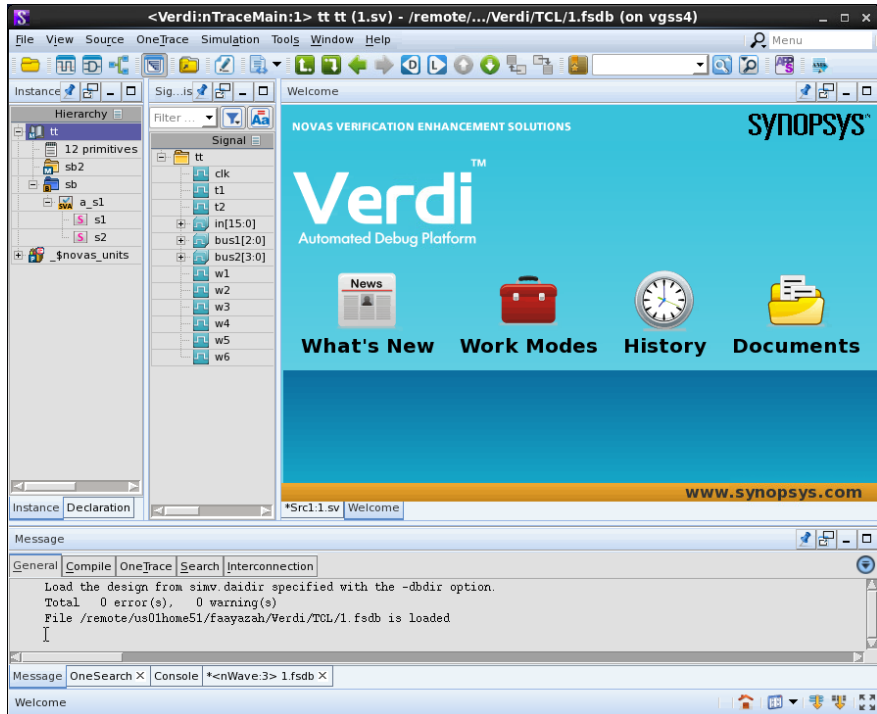 <Verdi:nTraceMain:1> tt tt (1.sv) - /remote/.../Verdi/TCL/1.fsdb (on vgss4)
File View Source OneTrace Simulation Tools Window Help
Menu
Instance
Hierarchy
tt
12 primitives
sb2
sb
SVA a_s1
S s1
S s2
_$novas_units
Instance Declaration
Sig...is
Filter ...
Signal
tt
clk
t1
t2
in[15:0]
bus1[2:0]
bus2[3:0]
w1
w2
w3
w4
w5
w6
Welcome
NOVAS VERIFICATION ENHANCEMENT SOLUTIONS
SYNOPSYS
Verdi™
Automated Debug Platform
News
What's New Work Modes History Documents
www.synopsys.com
*Src1:1.sv Welcome
Message
General Compile OneTrace Search Interconnection
Load the design from simv.daidir specified with the -dbdir option.
Total 0 error(s), 0 warning(s)
File /remote/us01home51/faayazah/Verdi/TCL/1.fsdb is loaded
Message OneSearch × Console *<nWave:3> 1.fsdb ×
Welcome